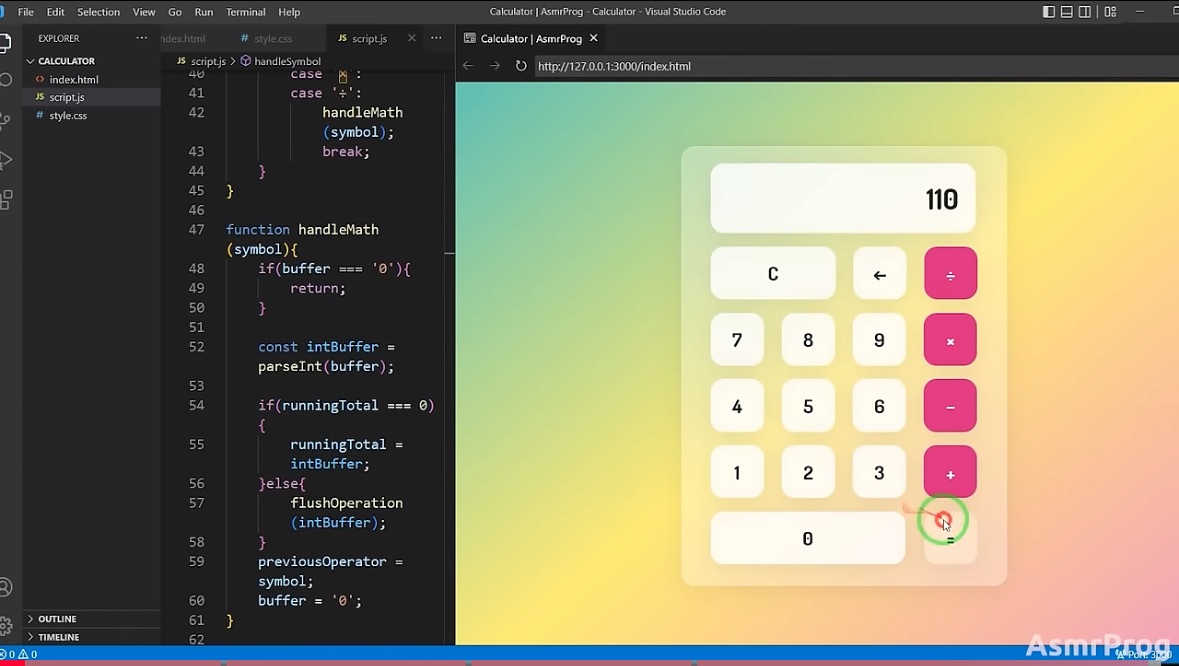 File Edit Selection View Go Run Terminal Help
Calculator | AsmrProg - Calculator - Visual Studio Code
EXPLORER ···
CALCULATOR
index.html
script.js
style.css
OUTLINE
TIMELINE
ndex.html style.css JS script.js × ···
JS script.js > handleSymbol
40 case '×':
41 case '÷':
42 handleMath
(symbol);
43 break;
44 }
45 }
46
47 function handleMath
(symbol){
48 if(buffer === '0'){
49 return;
50 }
51
52 const intBuffer =
parseInt(buffer);
53
54 if(runningTotal === 0)
{
55 runningTotal =
intBuffer;
56 }else{
57 flushOperation
(intBuffer);
58 }
59 previousOperator =
symbol;
60 buffer = '0';
61 }
62
Calculator | AsmrProg ×
http://127.0.0.1:3000/index.html
110
C ← ÷
7 8 9 ×
4 5 6 −
1 2 3 +
0 =
AsmrProg
0 0
Port: 3000